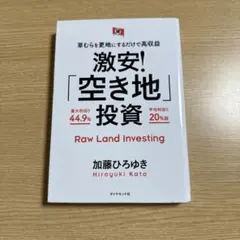 草むらを更地にするだけで高収益
激安!
「空き地」
投資
最大利回り
44.9%
平均利回り
20%超
Raw Land Investing
加藤ひろゆき
Hiroyuki Kato
ダイヤモンド社